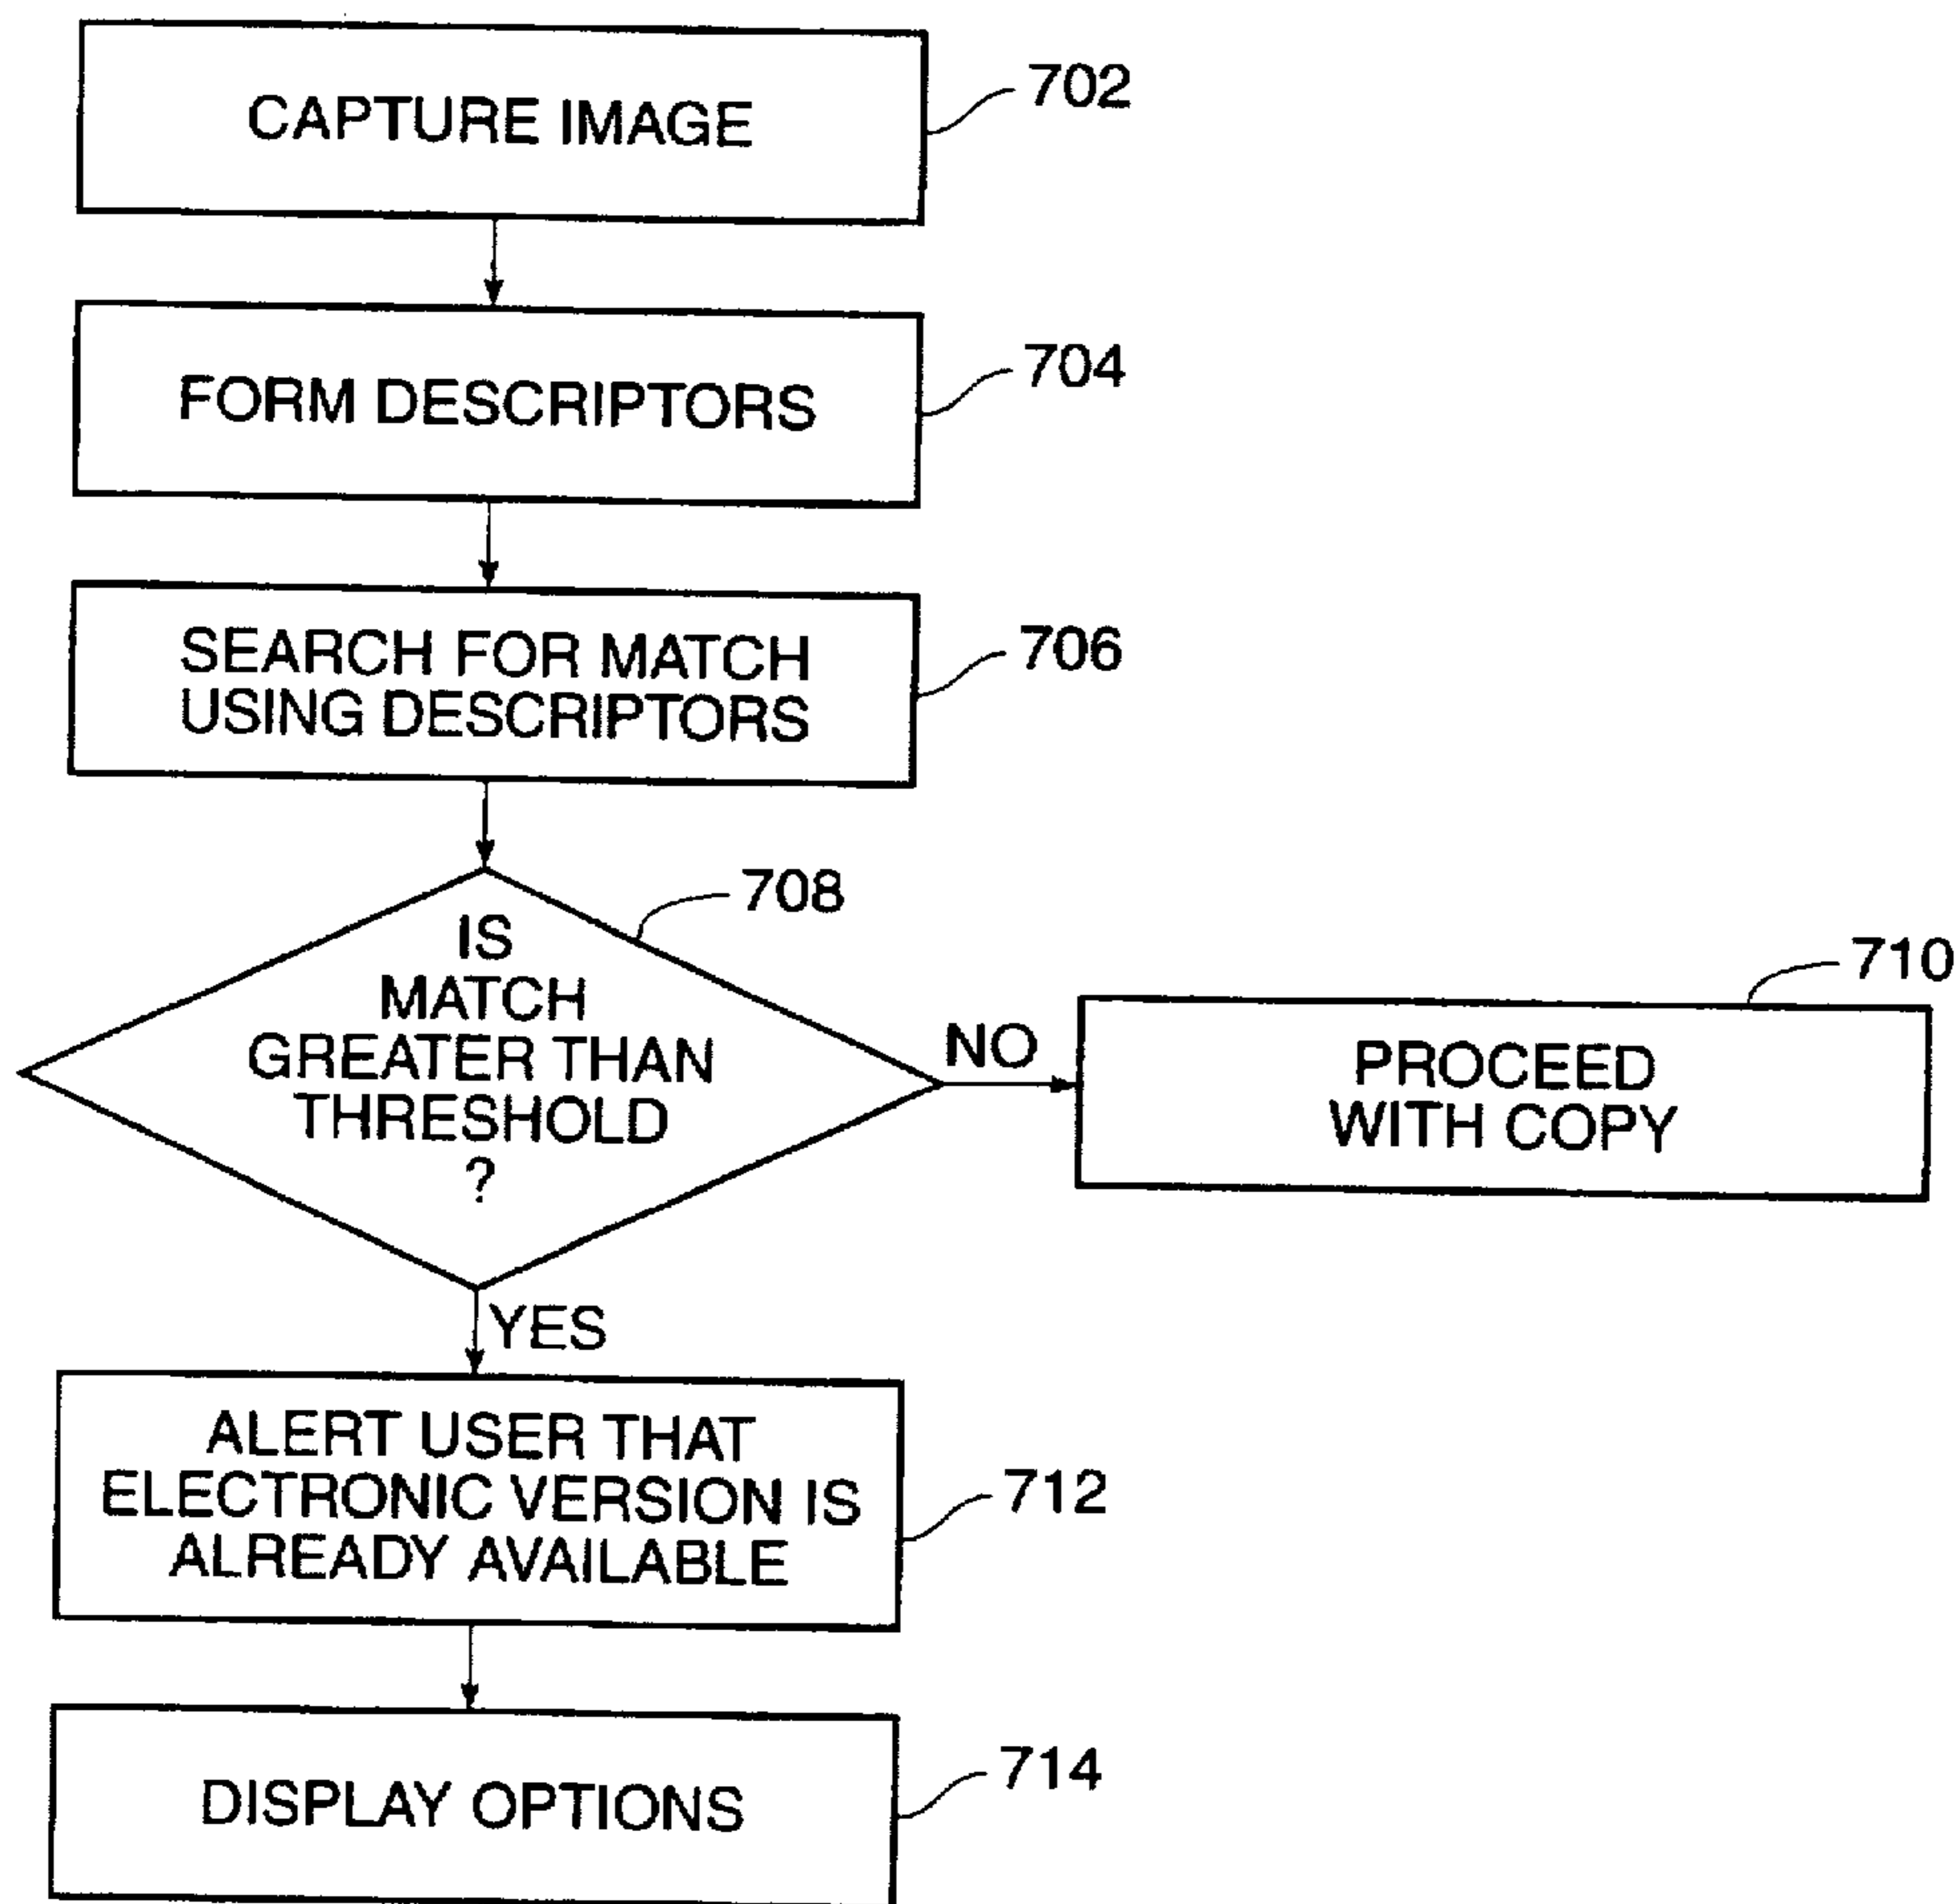 CAPTURE IMAGE
702
FORM DESCRIPTORS
704
SEARCH FOR MATCH
USING DESCRIPTORS
706
708
IS
MATCH
GREATER THAN
THRESHOLD
?
NO
710
PROCEED
WITH COPY
YES
ALERT USER THAT
ELECTRONIC VERSION IS
ALREADY AVAILABLE
712
DISPLAY OPTIONS
714